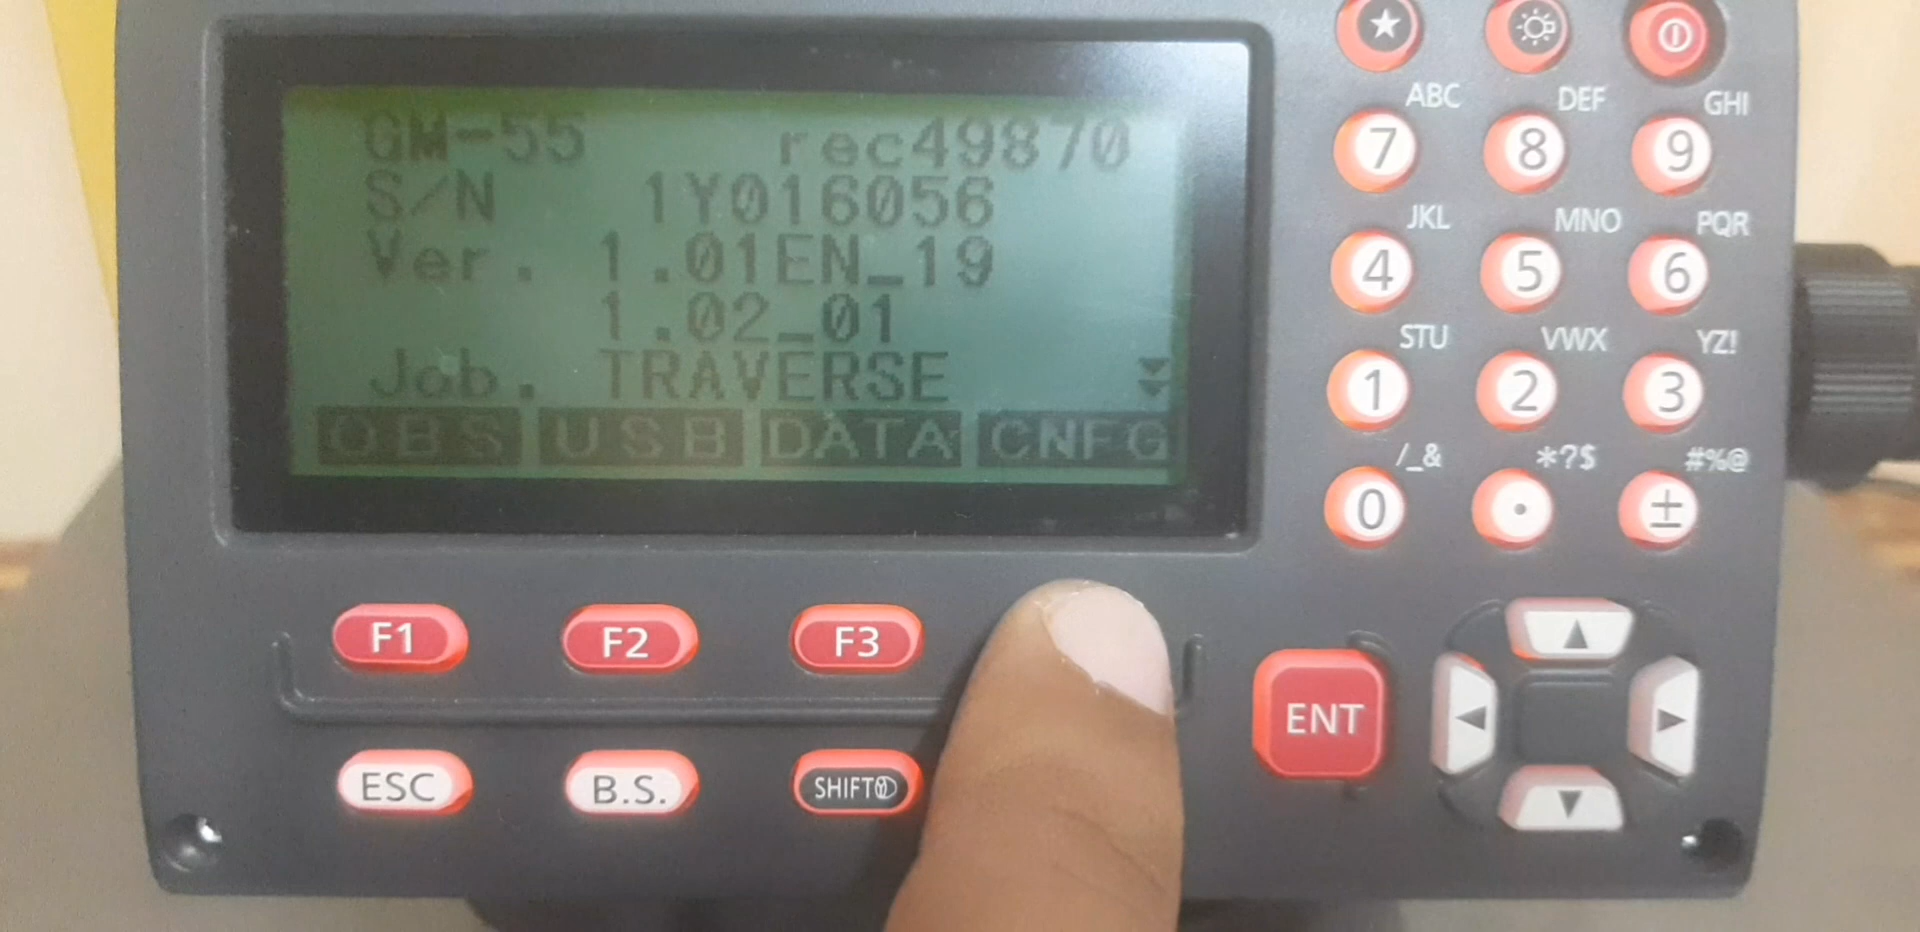 GM-55 rec49870
S/N 1Y016056
Ver. 1.01EN_19
1.02_01
Job. TRAVERSE
OBS USB DATA CNFG
ABC DEF GHI
7 8 9
JKL MNO PQR
4 5 6
STU VWX YZ!
1 2 3
/_& *?$ #%@
0 . ±
F1 F2 F3
ESC B.S. SHIFT
ENT